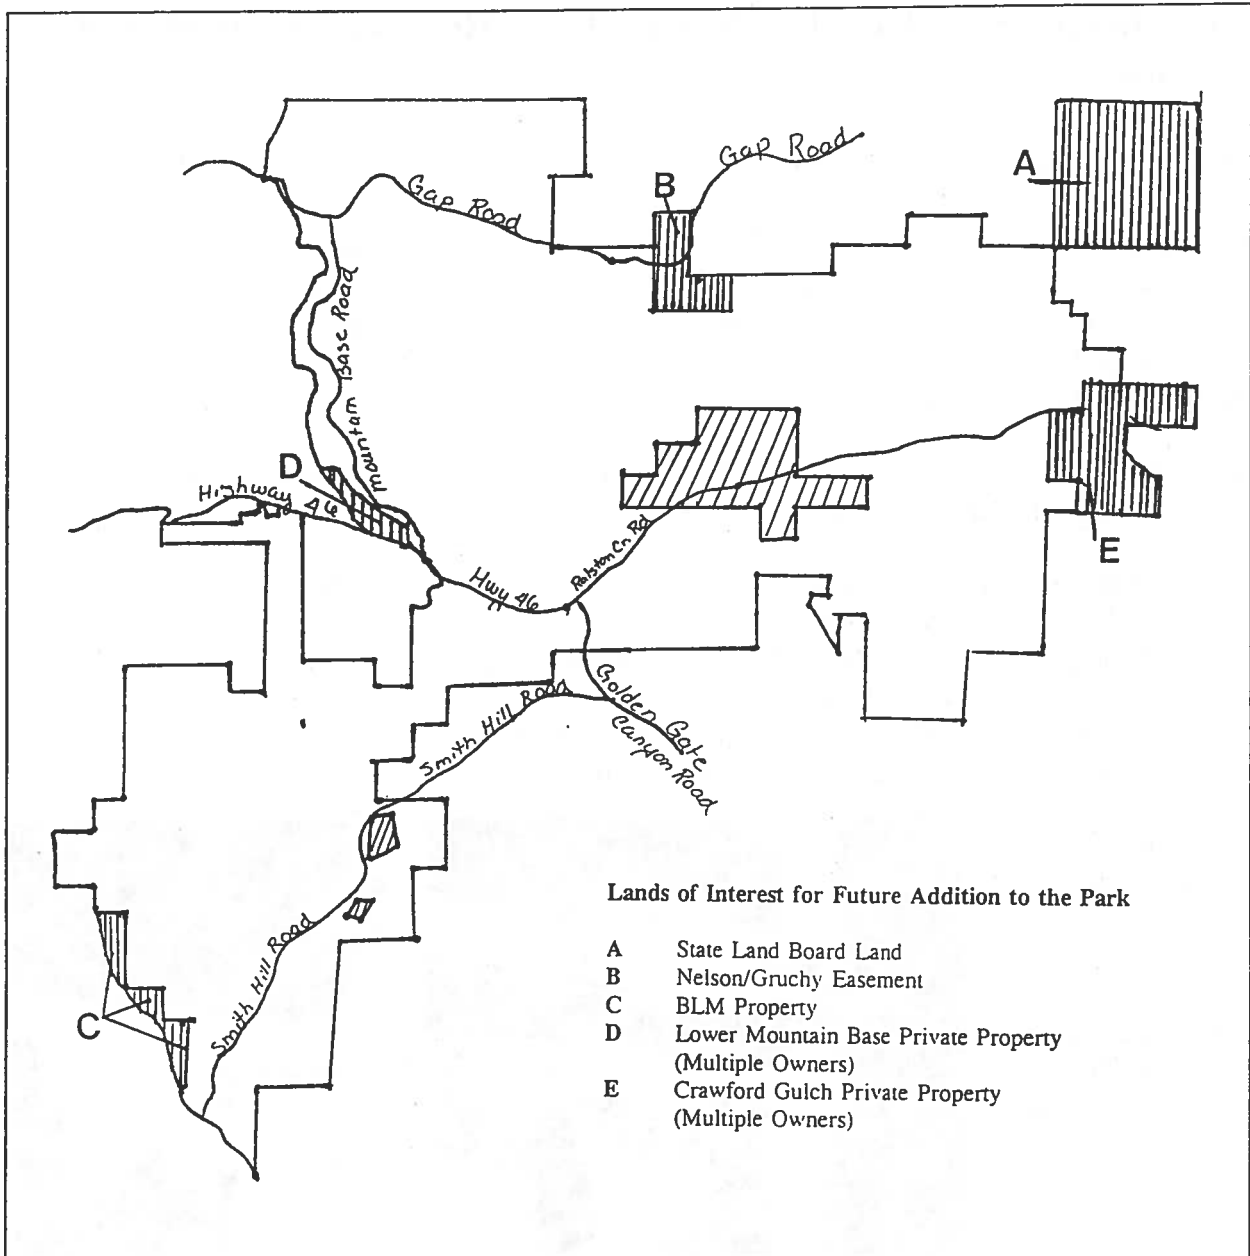 Gap Road
A
B
Gap Road
Mountain Base Road
D
Highway 46
E
Ralston Cr Rd
Hwy 46
Golden Gate
Canyon Road
Smith Hill Road
Smith Hill Road
C
Lands of Interest for Future Addition to the Park
A State Land Board Land
B Nelson/Gruchy Easement
C BLM Property
D Lower Mountain Base Private Property
(Multiple Owners)
E Crawford Gulch Private Property
(Multiple Owners)